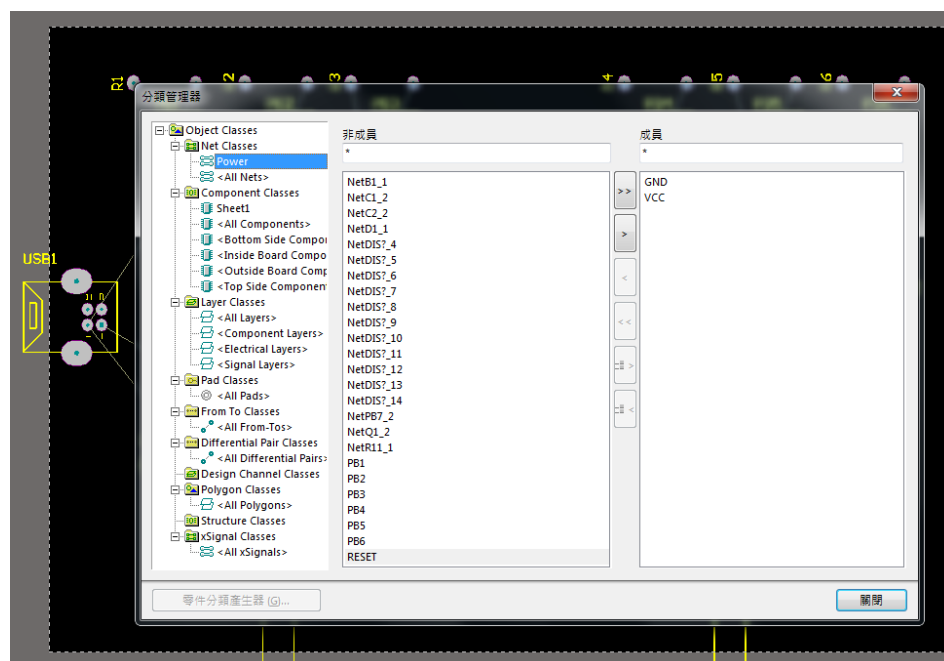 R1
2
3
4
5
6
分類管理器
Object Classes
Net Classes
Power
<All Nets>
Component Classes
Sheet1
<All Components>
<Bottom Side Compor
<Inside Board Compo
<Outside Board Comp
<Top Side Component
Layer Classes
<All Layers>
<Component Layers>
<Electrical Layers>
<Signal Layers>
Pad Classes
<All Pads>
From To Classes
<All From-Tos>
Differential Pair Classes
<All Differential Pairs>
Design Channel Classes
Polygon Classes
<All Polygons>
Structure Classes
xSignal Classes
<All xSignals>
非成員
*
NetB1_1
NetC1_2
NetC2_2
NetD1_1
NetDIS?_4
NetDIS?_5
NetDIS?_6
NetDIS?_7
NetDIS?_8
NetDIS?_9
NetDIS?_10
NetDIS?_11
NetDIS?_12
NetDIS?_13
NetDIS?_14
NetPB7_2
NetQ1_2
NetR11_1
PB1
PB2
PB3
PB4
PB5
PB6
RESET
>>
>
<
<<
成員
*
GND
VCC
零件分類產生器 (G)...
關閉
USB1